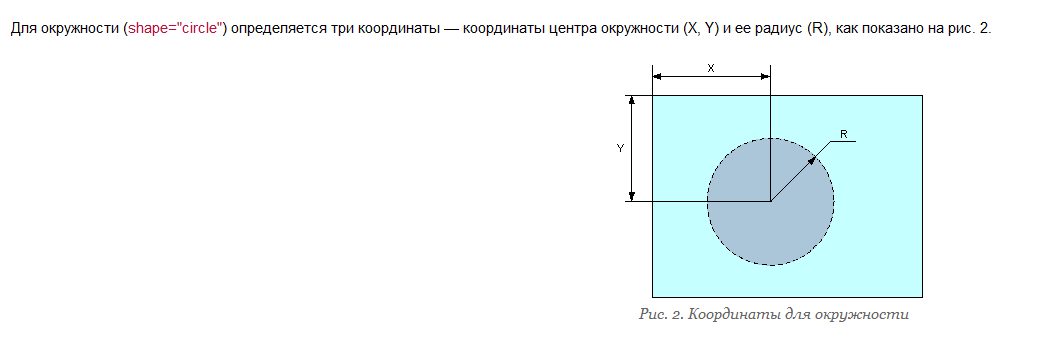 Для окружности (shape="circle") определяется три координаты — координаты центра окружности (X, Y) и ее радиус (R), как показано на рис. 2.
X
R
Y
Рис. 2. Координаты для окружности